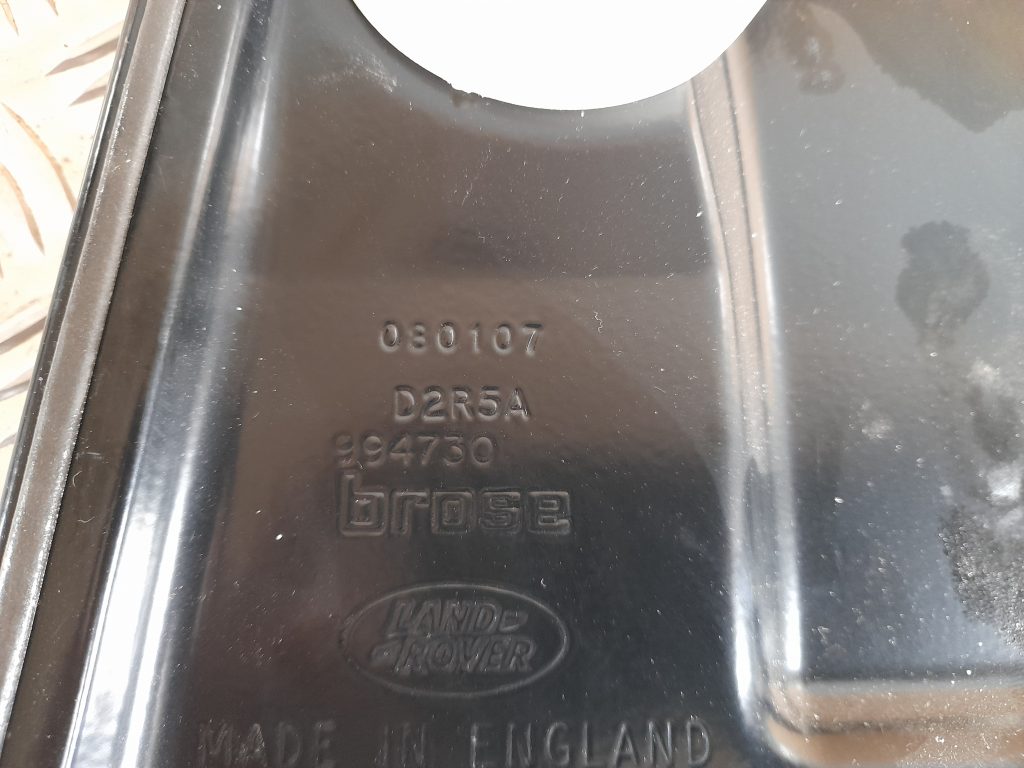 080107
D2R5A
994730
brose
LAND-
-ROVER
MADE IN ENGLAND